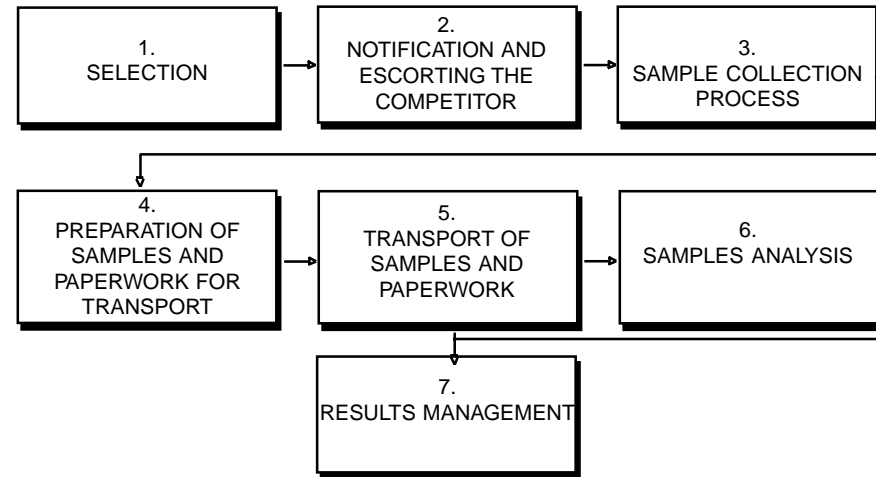 1.
SELECTION
2.
NOTIFICATION AND
ESCORTING THE
COMPETITOR
3.
SAMPLE COLLECTION
PROCESS
4.
PREPARATION OF
SAMPLES AND
PAPERWORK FOR
TRANSPORT
5.
TRANSPORT OF
SAMPLES AND
PAPERWORK
6.
SAMPLES ANALYSIS
7.
RESULTS MANAGEMENT